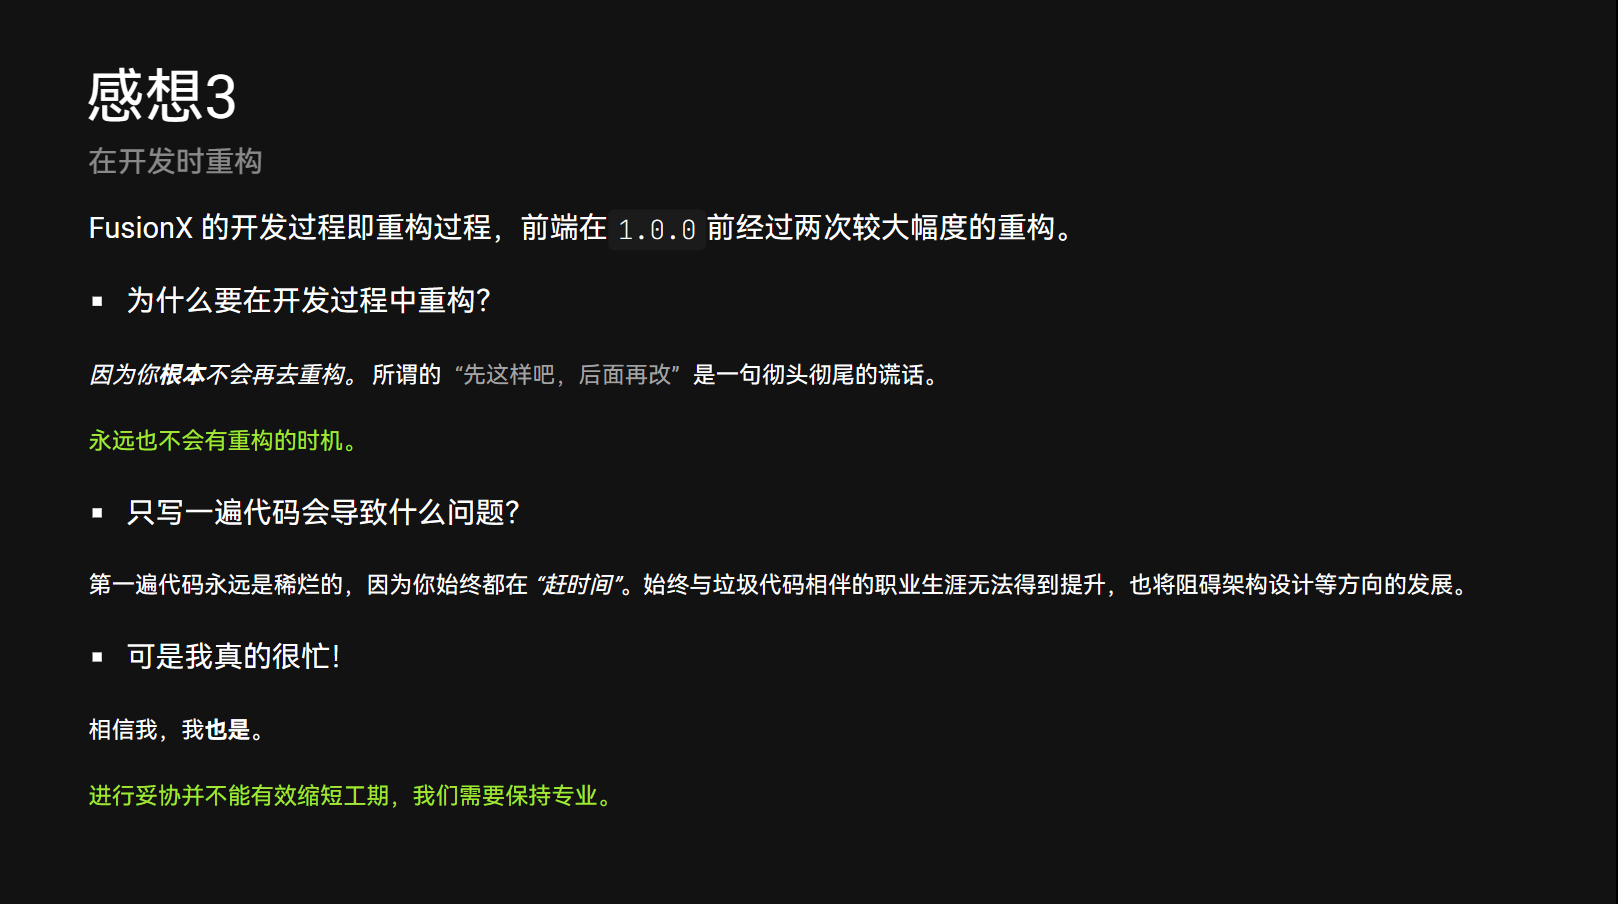 感想3
在开发时重构
FusionX 的开发过程即重构过程，前端在 1.0.0 前经过两次较大幅度的重构。
▪ 为什么要在开发过程中重构？
因为你根本不会再去重构。所谓的 “先这样吧，后面再改” 是一句彻头彻尾的谎话。
永远也不会有重构的时机。
▪ 只写一遍代码会导致什么问题？
第一遍代码永远是稀烂的，因为你始终都在 “赶时间”。始终与垃圾代码相伴的职业生涯无法得到提升，也将阻碍架构设计等方向的发展。
▪ 可是我真的很忙！
相信我，我也是。
进行妥协并不能有效缩短工期，我们需要保持专业。